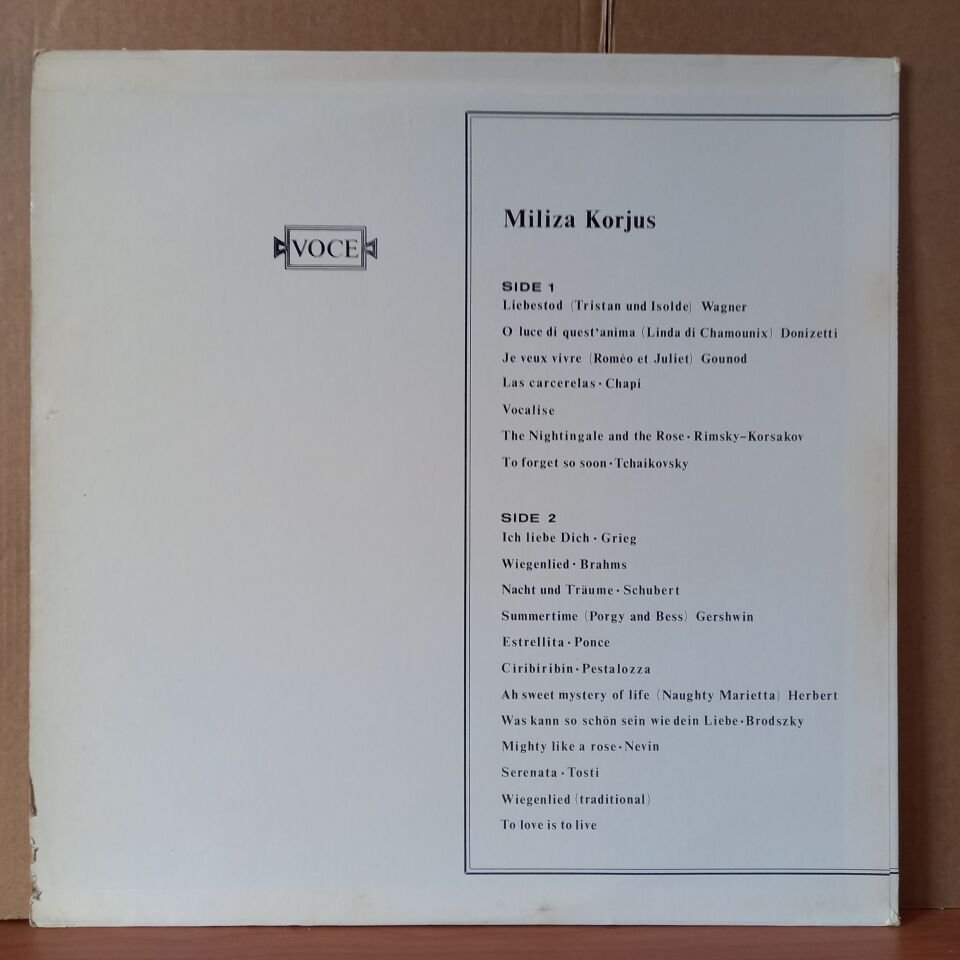 VOCE
Miliza Korjus
SIDE 1
Liebestod (Tristan und Isolde) Wagner
O luce di quest'anima (Linda di Chamounix) Donizetti
Je veux vivre (Roméo et Juliet) Gounod
Las carcerelas · Chapi
Vocalise
The Nightingale and the Rose · Rimsky-Korsakov
To forget so soon · Tchaikovsky
SIDE 2
Ich liebe Dich · Grieg
Wiegenlied · Brahms
Nacht und Träume · Schubert
Summertime (Porgy and Bess) Gershwin
Estrellita · Ponce
Ciribiribin · Pestalozza
Ah sweet mystery of life (Naughty Marietta) Herbert
Was kann so schön sein wie dein Liebe · Brodszky
Mighty like a rose · Nevin
Serenata · Tosti
Wiegenlied (traditional)
To love is to live